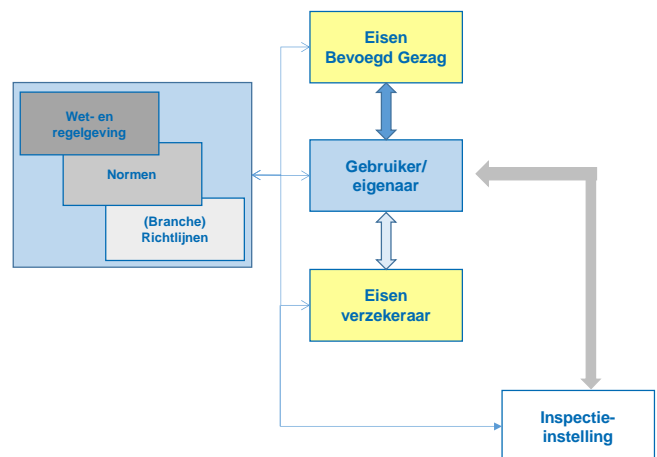 Eisen
Bevoegd Gezag
Wet- en
regelgeving
Normen
(Branche)
Richtlijnen
Gebruiker/
eigenaar
Eisen
verzekeraar
Inspectie-
instelling